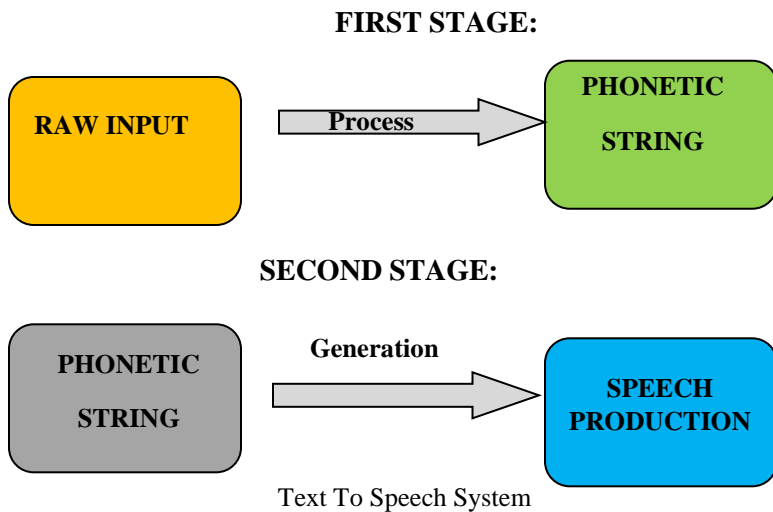 FIRST STAGE:
RAW INPUT
Process
PHONETIC
STRING
SECOND STAGE:
PHONETIC
STRING
Generation
SPEECH
PRODUCTION
Text To Speech System